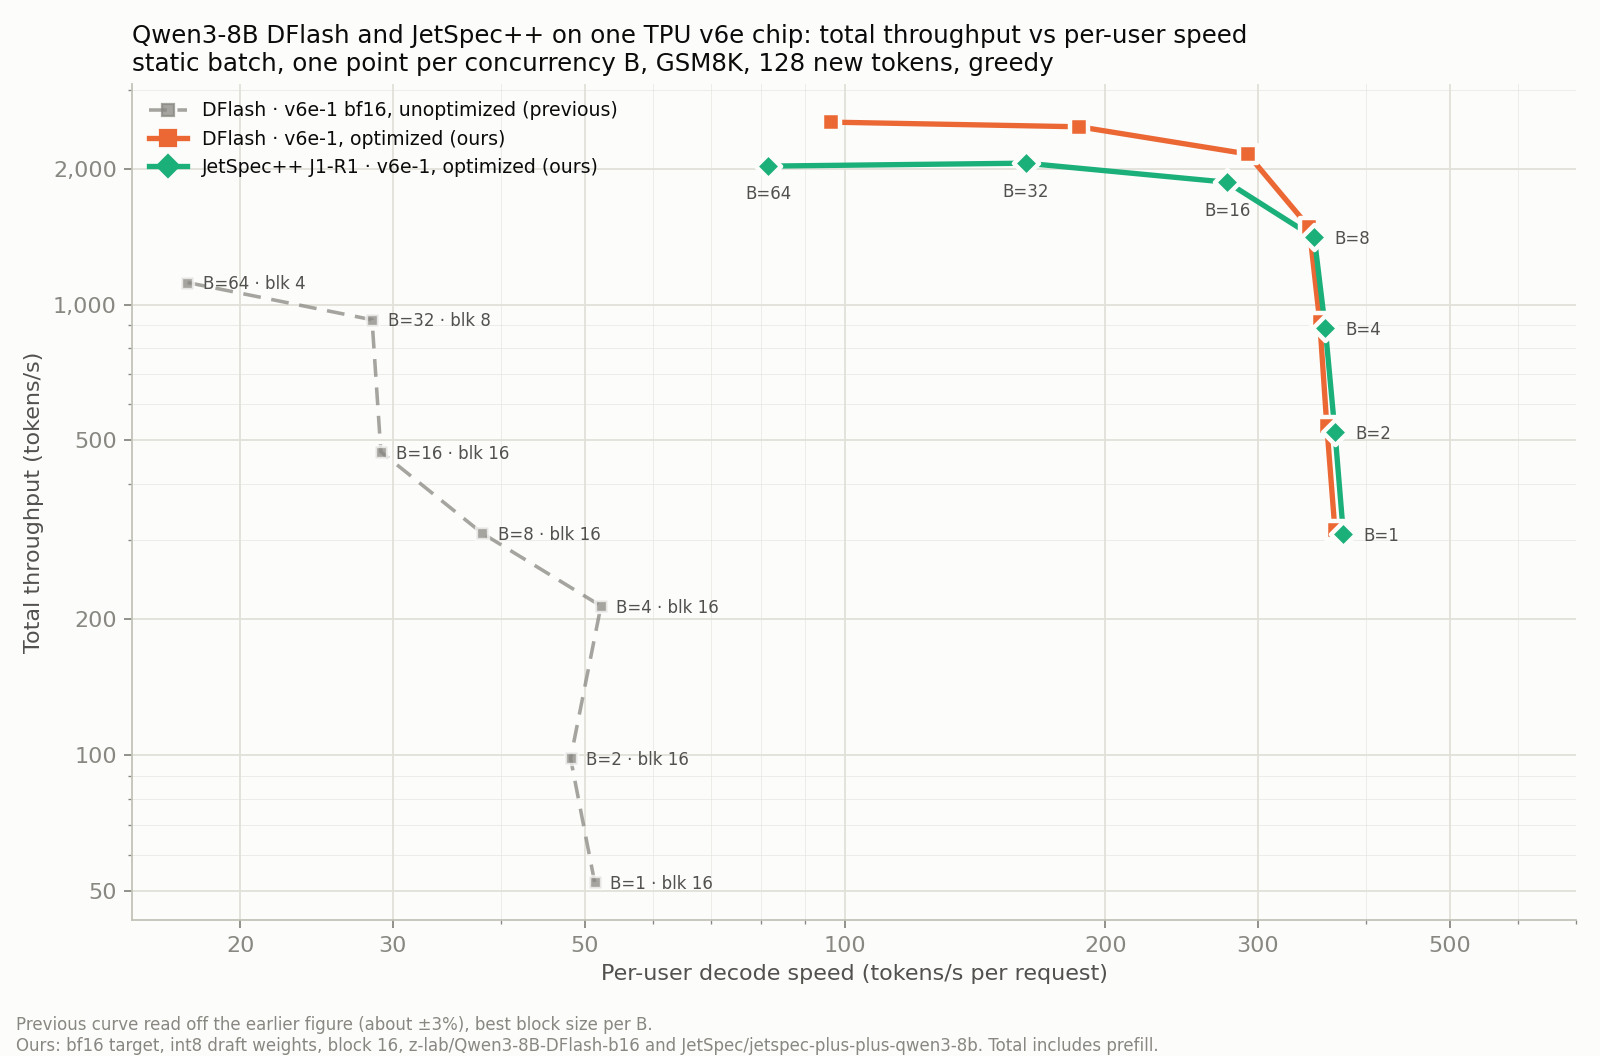 Qwen3-8B DFlash and JetSpec++ on one TPU v6e chip: total throughput vs per-user speed
static batch, one point per concurrency B, GSM8K, 128 new tokens, greedy
DFlash · v6e-1 bf16, unoptimized (previous)
DFlash · v6e-1, optimized (ours)
JetSpec++ J1-R1 · v6e-1, optimized (ours)
2,000
1,000
500
200
100
50
Total throughput (tokens/s)
B=64
B=32
B=16
B=8
B=4
B=2
B=1
B=64 · blk 4
B=32 · blk 8
B=16 · blk 16
B=8 · blk 16
B=4 · blk 16
B=2 · blk 16
B=1 · blk 16
20
30
50
100
200
300
500
Per-user decode speed (tokens/s per request)
Previous curve read off the earlier figure (about ±3%), best block size per B.
Ours: bf16 target, int8 draft weights, block 16, z-lab/Qwen3-8B-DFlash-b16 and JetSpec/jetspec-plus-plus-qwen3-8b. Total includes prefill.